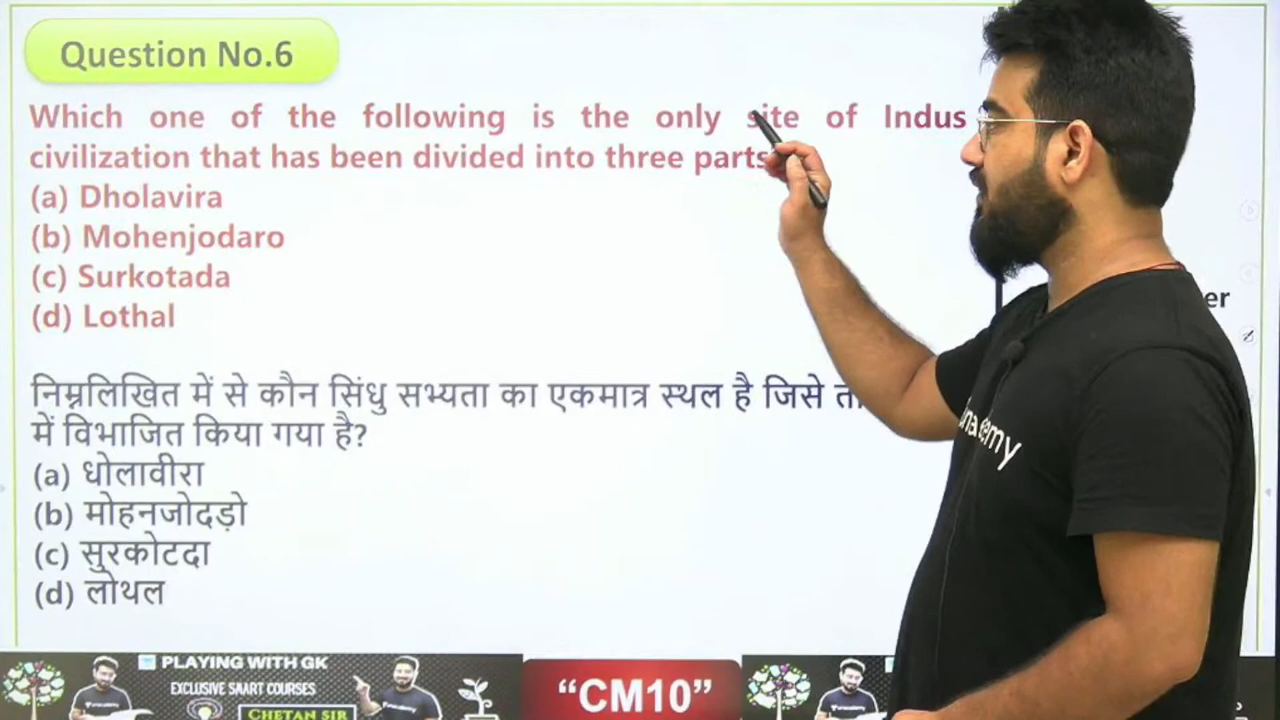 Question No.6
Which one of the following is the only site of Indus
civilization that has been divided into three parts
(a) Dholavira
(b) Mohenjodaro
(c) Surkotada
(d) Lothal
निम्नलिखित में से कौन सिंधु सभ्यता का एकमात्र स्थल है जिसे
में विभाजित किया गया है?
(a) धोलावीरा
(b) मोहनजोदड़ो
(c) सुरकोटदा
(d) लोथल
PLAYING WITH GK
EXCLUSIVE SAART COURSES
CHETAN SIR
“CM10”